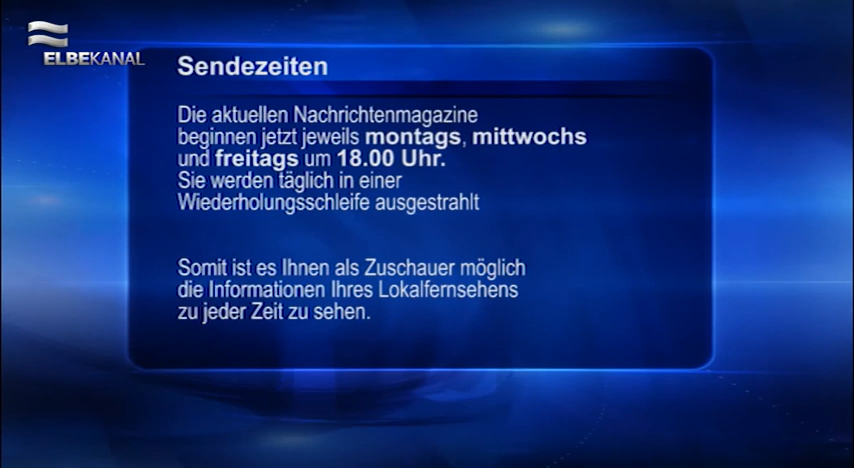 ELBEKANAL
Sendezeiten
Die aktuellen Nachrichtenmagazine
beginnen jetzt jeweils montags, mittwochs
und freitags um 18.00 Uhr.
Sie werden täglich in einer
Wiederholungsschleife ausgestrahlt
Somit ist es Ihnen als Zuschauer möglich
die Informationen Ihres Lokalfernsehens
zu jeder Zeit zu sehen.